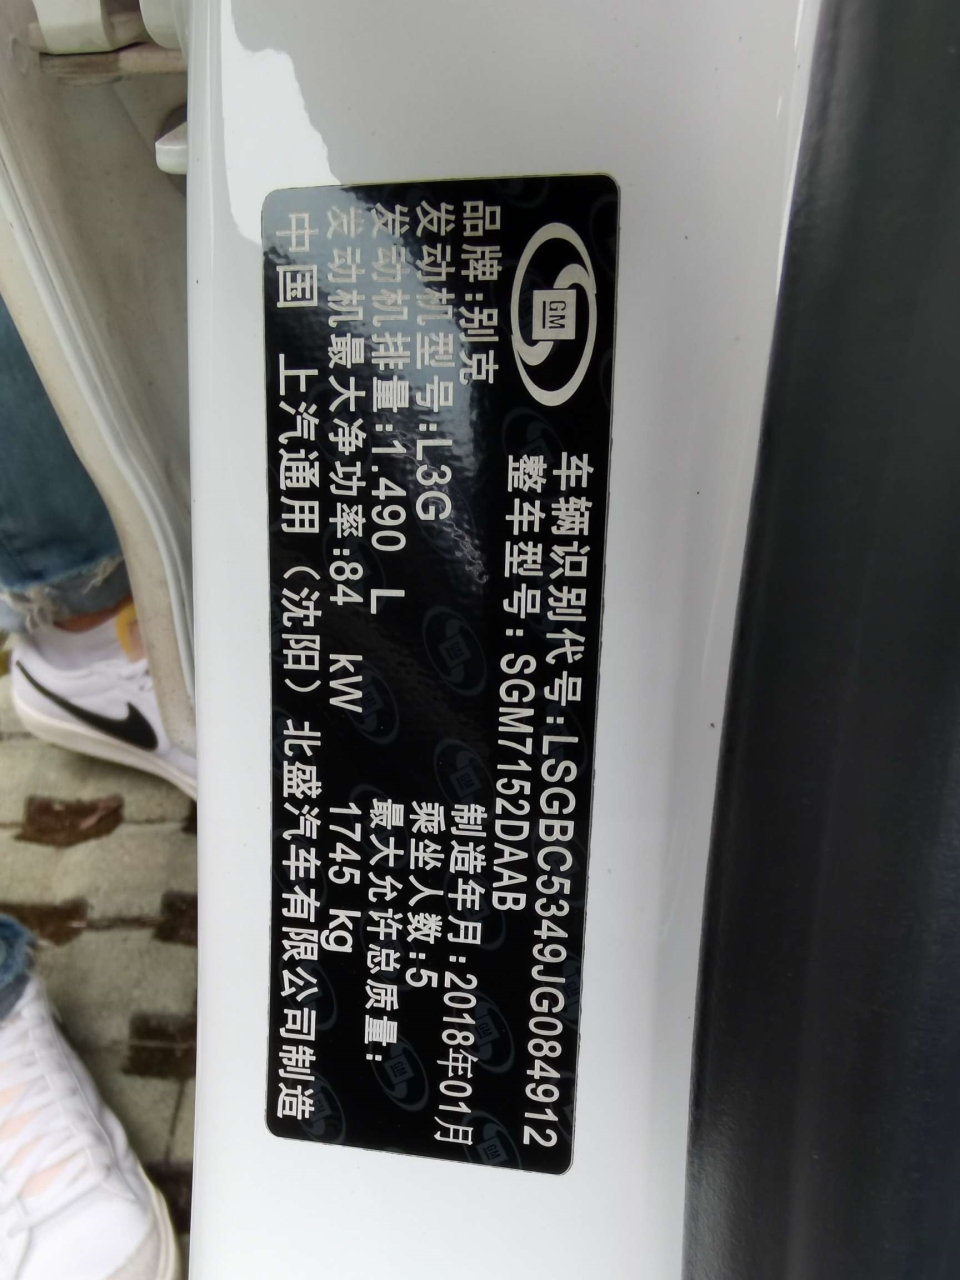 GM
车辆识别代号:LSGBC5349JG084912
整车型号:SGM7152DAAB
品牌:别克
制造年月:2018年01月
发动机型号:L3G
乘坐人数:5
发动机排量:1.490 L
最大允许总质量:
发动机最大净功率:84 kW
1745 kg
中国 上汽通用（沈阳）北盛汽车有限公司制造